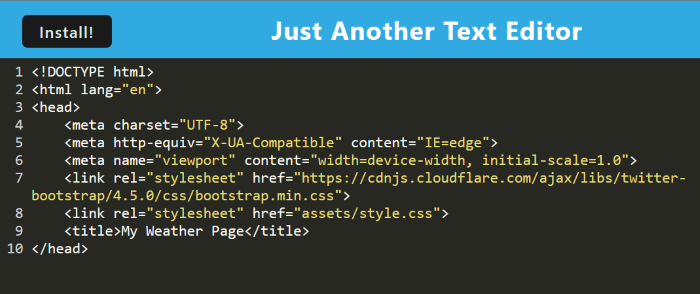 Install!
Just Another Text Editor
1 <!DOCTYPE html>
2 <html lang="en">
3 <head>
4     <meta charset="UTF-8">
5     <meta http-equiv="X-UA-Compatible" content="IE=edge">
6     <meta name="viewport" content="width=device-width, initial-scale=1.0">
7     <link rel="stylesheet" href="https://cdnjs.cloudflare.com/ajax/libs/twitter-
bootstrap/4.5.0/css/bootstrap.min.css">
8     <link rel="stylesheet" href="assets/style.css">
9     <title>My Weather Page</title>
10 </head>